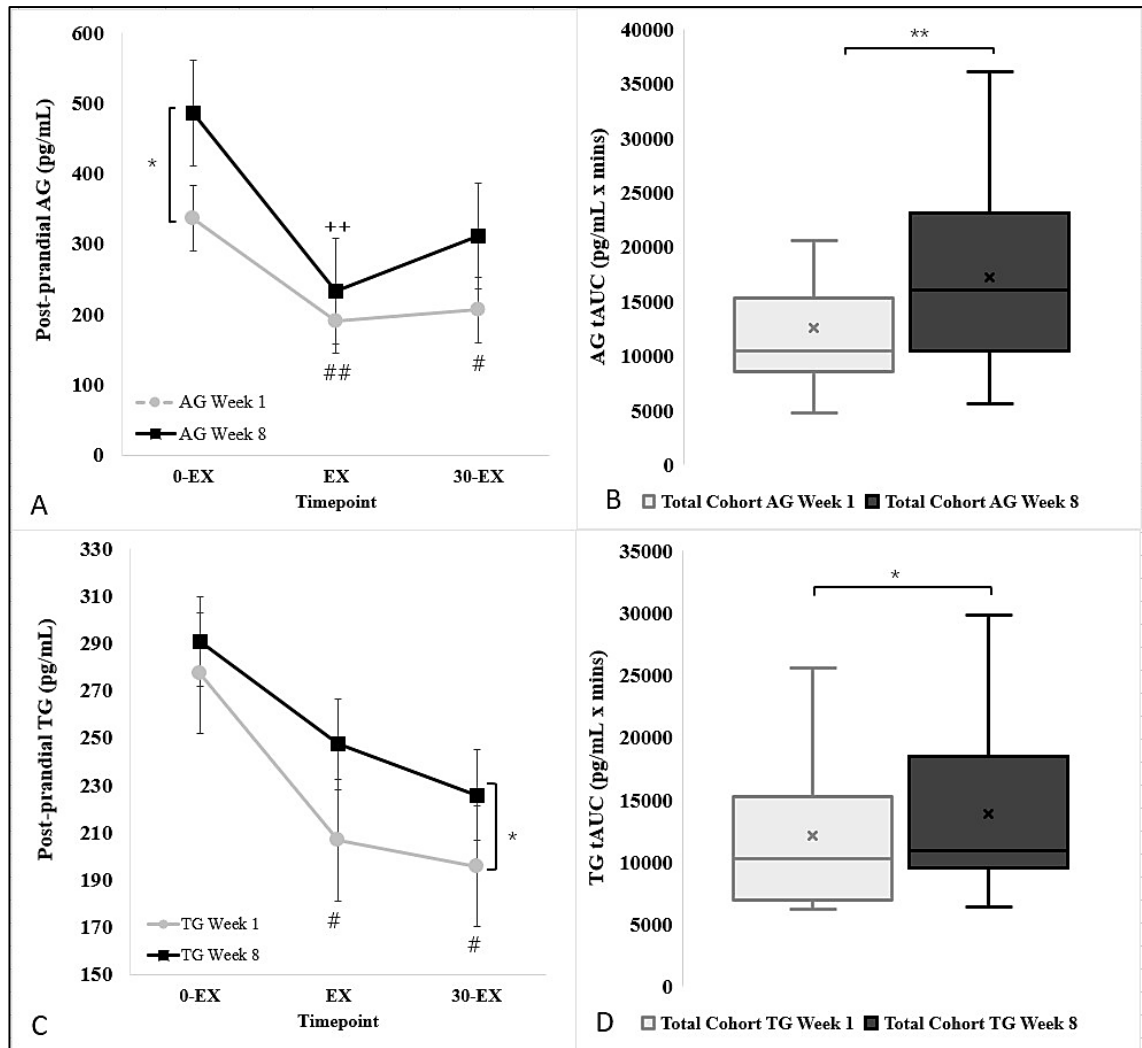 600
500
400
300
200
100
0
Post-prandial AG (pg/mL)
*
++
##
#
AG Week 1
AG Week 8
0-EX EX 30-EX
Timepoint
A
40000
35000
30000
25000
20000
15000
10000
5000
0
AG tAUC (pg/mL x mins)
**
×
×
Total Cohort AG Week 1 Total Cohort AG Week 8
B
330
310
290
270
250
230
210
190
170
150
Post-prandial TG (pg/mL)
*
#
#
TG Week 1
TG Week 8
0-EX EX 30-EX
Timepoint
C
35000
30000
25000
20000
15000
10000
5000
0
TG tAUC (pg/mL x mins)
*
×
×
Total Cohort TG Week 1 Total Cohort TG Week 8
D